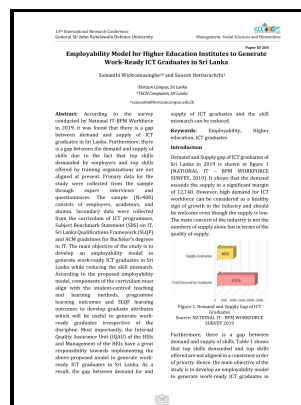 13th International Research Conference
General Sir John Kotelawala Defence University
Management, Social Sciences and Humanities
Paper ID 268
Employability Model for Higher Education Institutes to Generate
Work-Ready ICT Graduates in Sri Lanka
Samanthi Wickramasinghe1# and Sunesh Hettiarachchi2
1Horizon Campus, Sri Lanka
2TECH Computers, Sri Lanka
#samanthi@horizoncampus.edu.lk
Abstract: According to the survey
conducted by National IT-BPM Workforce
in 2019, it was found that there is a gap
between demand and supply of ICT
graduates in Sri Lanka. Furthermore, there
is a gap between the demand and supply of
skills due to the fact that top skills
demanded by employers and top skills
offered by training organizations are not
aligned at present. Primary data for the
study were collected from the sample
through expert interviews and
questionnaires. The sample (N=400)
consists of employers, academics, and
alumni. Secondary data were collected
from the curriculum of ICT programmes,
Subject Benchmark Statement (SBS) on IT,
Sri Lanka Qualifications Framework (SLQF)
and ACM guidelines for Bachelor's degrees
in IT. The main objective of the study is to
develop an employability model to
generate work-ready ICT graduates in Sri
Lanka while reducing the skill mismatch.
According to the proposed employability
model, components of the curriculum must
align with the student-centred teaching
and learning methods, programme
learning outcomes and SLQF learning
outcomes to develop graduate attributes
which will be useful to generate work-
ready graduates irrespective of the
discipline. Most importantly, the Internal
Quality Assurance Unit (IQAU) of the HEIs
and Management of the HEIs have a great
responsibility towards implementing the
above-proposed model to generate work-
ready ICT graduates in Sri Lanka. As a
result, the gap between demand for and
supply of ICT graduates and the skill
mismatch can be reduced.
Keywords: Employability, Higher
education, ICT graduates
Introduction
Demand and Supply gap of ICT graduates of
Sri Lanka in 2019 is shown in figure 1
(NATIONAL IT - BPM WORKFORCE
SURVEY, 2019). It shows that the demand
exceeds the supply in a significant margin
of 12,140. However, high demand for ICT
workforce can be considered as a healthy
sign of growth in the industry and should
be welcome even though the supply is low.
The main concern of the industry is not the
numbers of supply alone but in terms of the
quality of supply.
Supply Graduates
Total Demand for Graduates
Figure 1. Demand and Supply Gap of ICT
Graduates
Source: NATIONAL IT - BPM WORKFORCE
SURVEY 2019
Furthermore, there is a gap between
demand and supply of skills. Table 1 shows
that top skills demanded and top skills
offered are not aligned in a consistent order
of priority. Hence, the main objective of the
study is to develop an employability model
to generate work-ready ICT graduates in